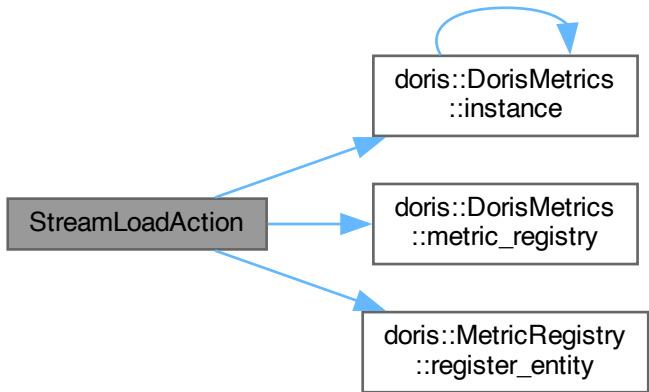 doris::DorisMetrics
::instance
StreamLoadAction
doris::DorisMetrics
::metric_registry
doris::MetricRegistry
::register_entity